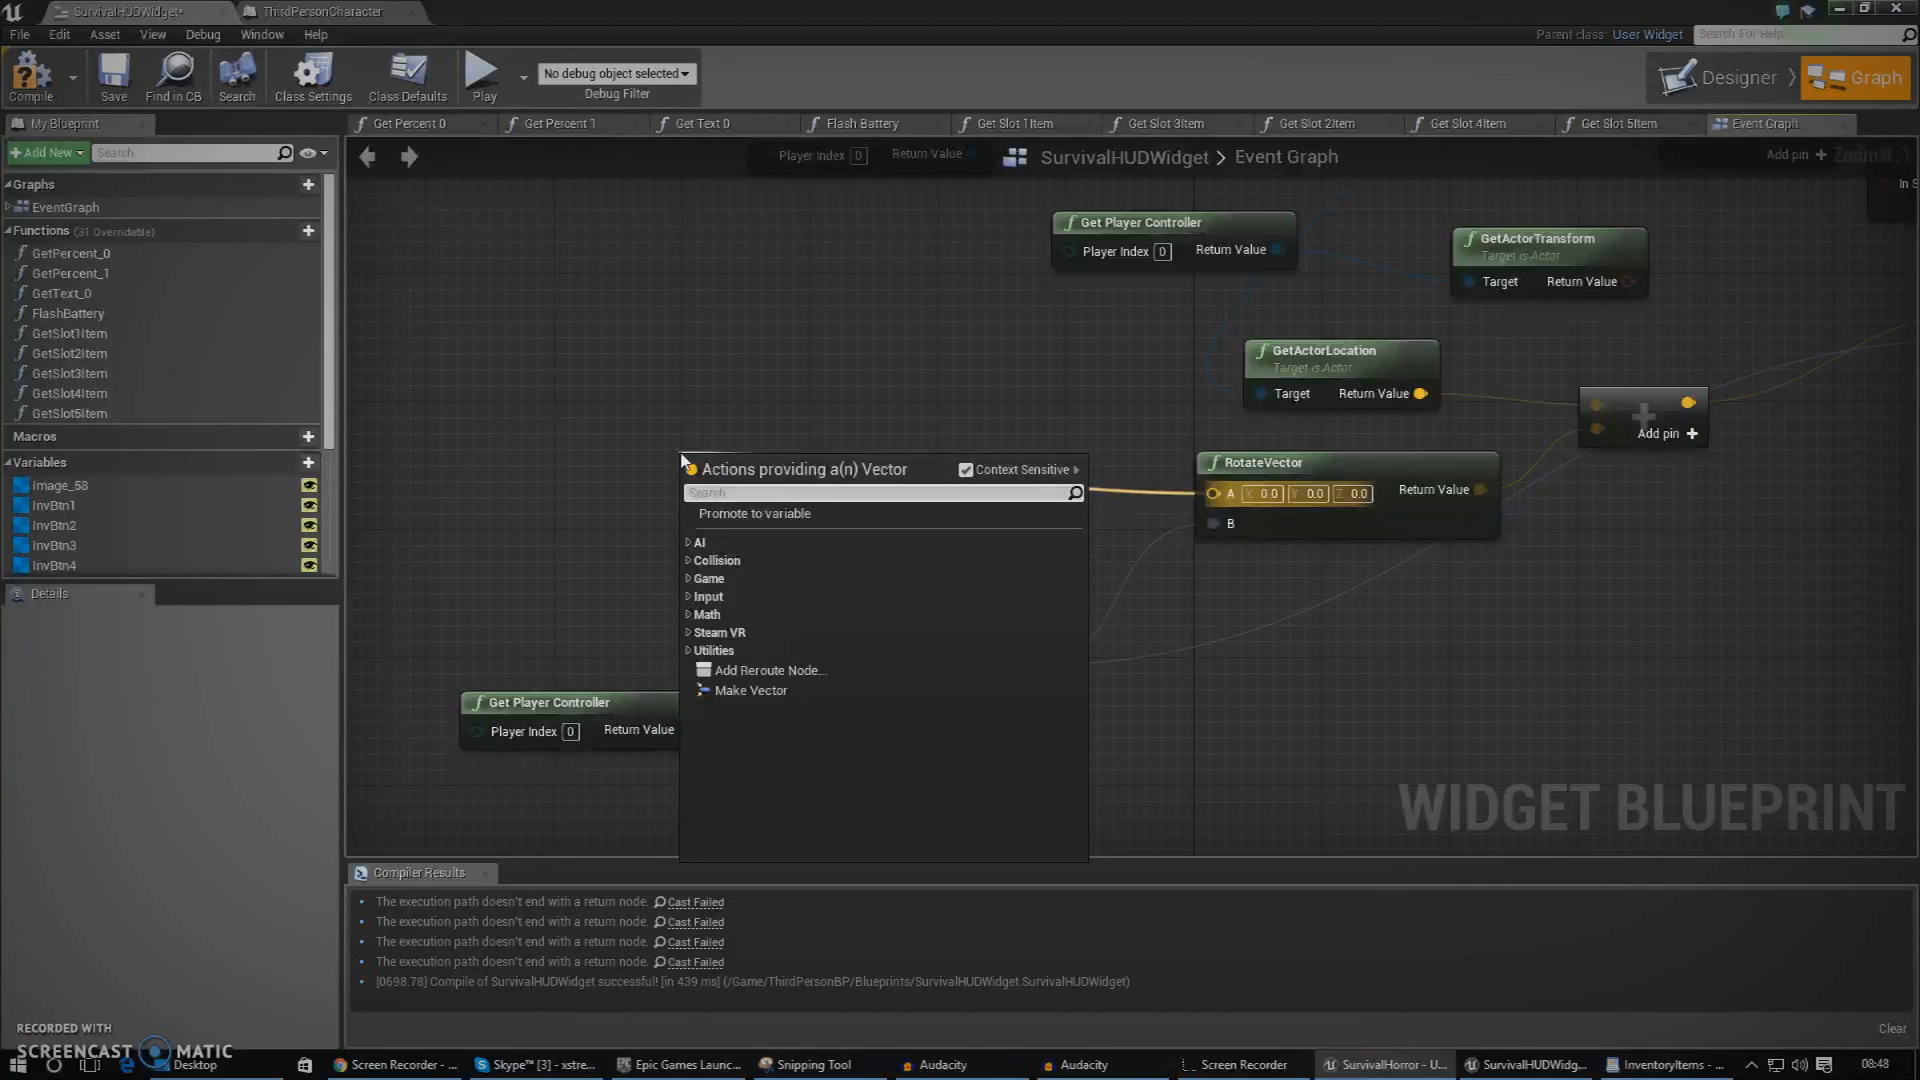 SurvivalHUDWidget*
ThirdPersonCharacter
File Edit Asset View Debug Window Help
Parent class: User Widget Search For Help
Compile Save Find in CB Search Class Settings Class Defaults Play
No debug object selected
Debug Filter
Designer Graph
My Blueprint
Get Percent 0 Get Percent 1 Get Text 0 Flash Battery Get Slot 1Item Get Slot 3Item Get Slot 2Item Get Slot 4Item Get Slot 5Item Event Graph
+Add New Search
Player Index 0 Return Value
SurvivalHUDWidget > Event Graph
Add pin +
Graphs
EventGraph
Functions (31 Overridable)
GetPercent_0
GetPercent_1
GetText_0
FlashBattery
GetSlot1Item
GetSlot2Item
GetSlot3Item
GetSlot4Item
GetSlot5Item
Macros
Variables
Image_58
InvBtn1
InvBtn2
InvBtn3
InvBtn4
Details
Get Player Controller
Player Index 0 Return Value
GetActorTransform
Target is Actor
Target Return Value
GetActorLocation
Target is Actor
Target Return Value
Add pin +
RotateVector
A X 0.0 Y 0.0 Z 0.0 Return Value
B
Actions providing a(n) Vector Context Sensitive
Search
Promote to variable
AI
Collision
Game
Input
Math
Steam VR
Utilities
Add Reroute Node...
Make Vector
Get Player Controller
Player Index 0 Return Value
WIDGET BLUEPRINT
Compiler Results
The execution path doesn't end with a return node. Cast Failed
The execution path doesn't end with a return node. Cast Failed
The execution path doesn't end with a return node. Cast Failed
The execution path doesn't end with a return node. Cast Failed
[0698.78] Compile of SurvivalHUDWidget successful! [in 439 ms] (/Game/ThirdPersonBP/Blueprints/SurvivalHUDWidget.SurvivalHUDWidget)
Clear
RECORDED WITH
SCREENCAST MATIC
Desktop
Screen Recorder - ...
Skype™ [3] - xstre...
Epic Games Launc...
Snipping Tool
Audacity
Audacity
Screen Recorder
SurvivalHorror - U...
SurvivalHUDWidg...
InventoryItems - ...
08:48